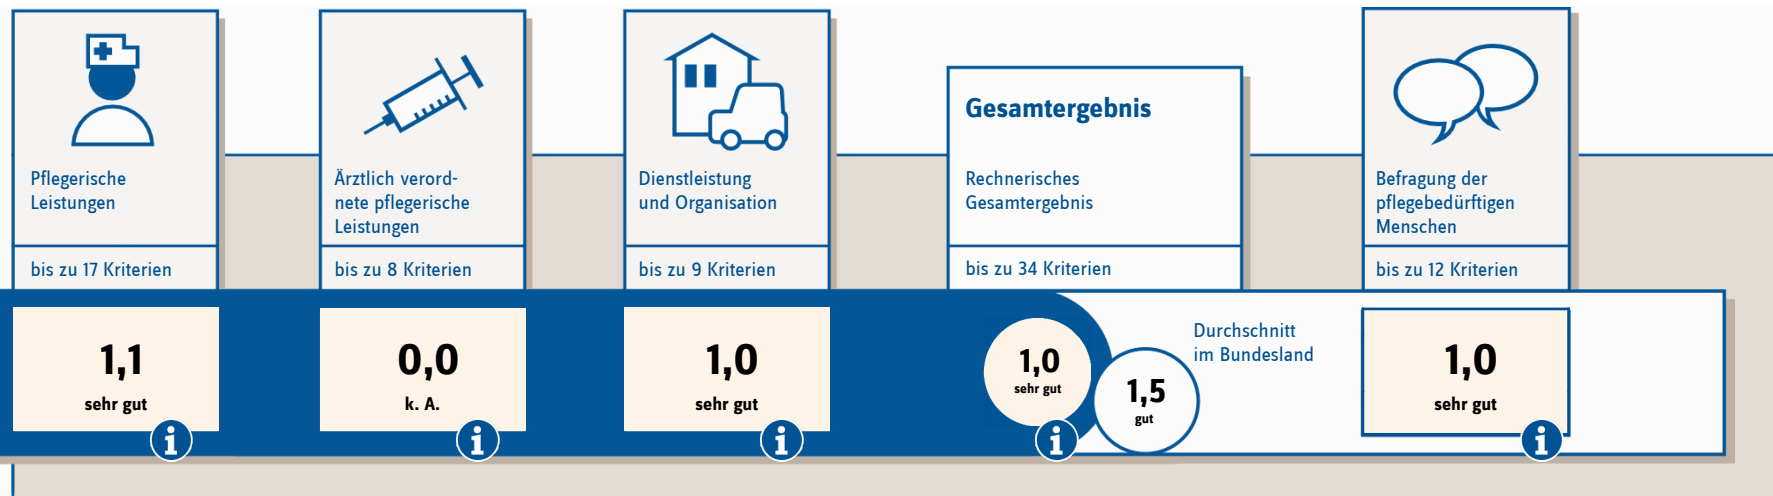 Pflegerische
Leistungen
bis zu 17 Kriterien
1,1
sehr gut
i
Ärztlich verord-
nete pflegerische
Leistungen
bis zu 8 Kriterien
0,0
k. A.
i
Dienstleistung
und Organisation
bis zu 9 Kriterien
1,0
sehr gut
i
Gesamtergebnis
Rechnerisches
Gesamtergebnis
bis zu 34 Kriterien
1,0
sehr gut
i
1,5
gut
Durchschnitt
im Bundesland
Befragung der
pflegebedürftigen
Menschen
bis zu 12 Kriterien
1,0
sehr gut
i